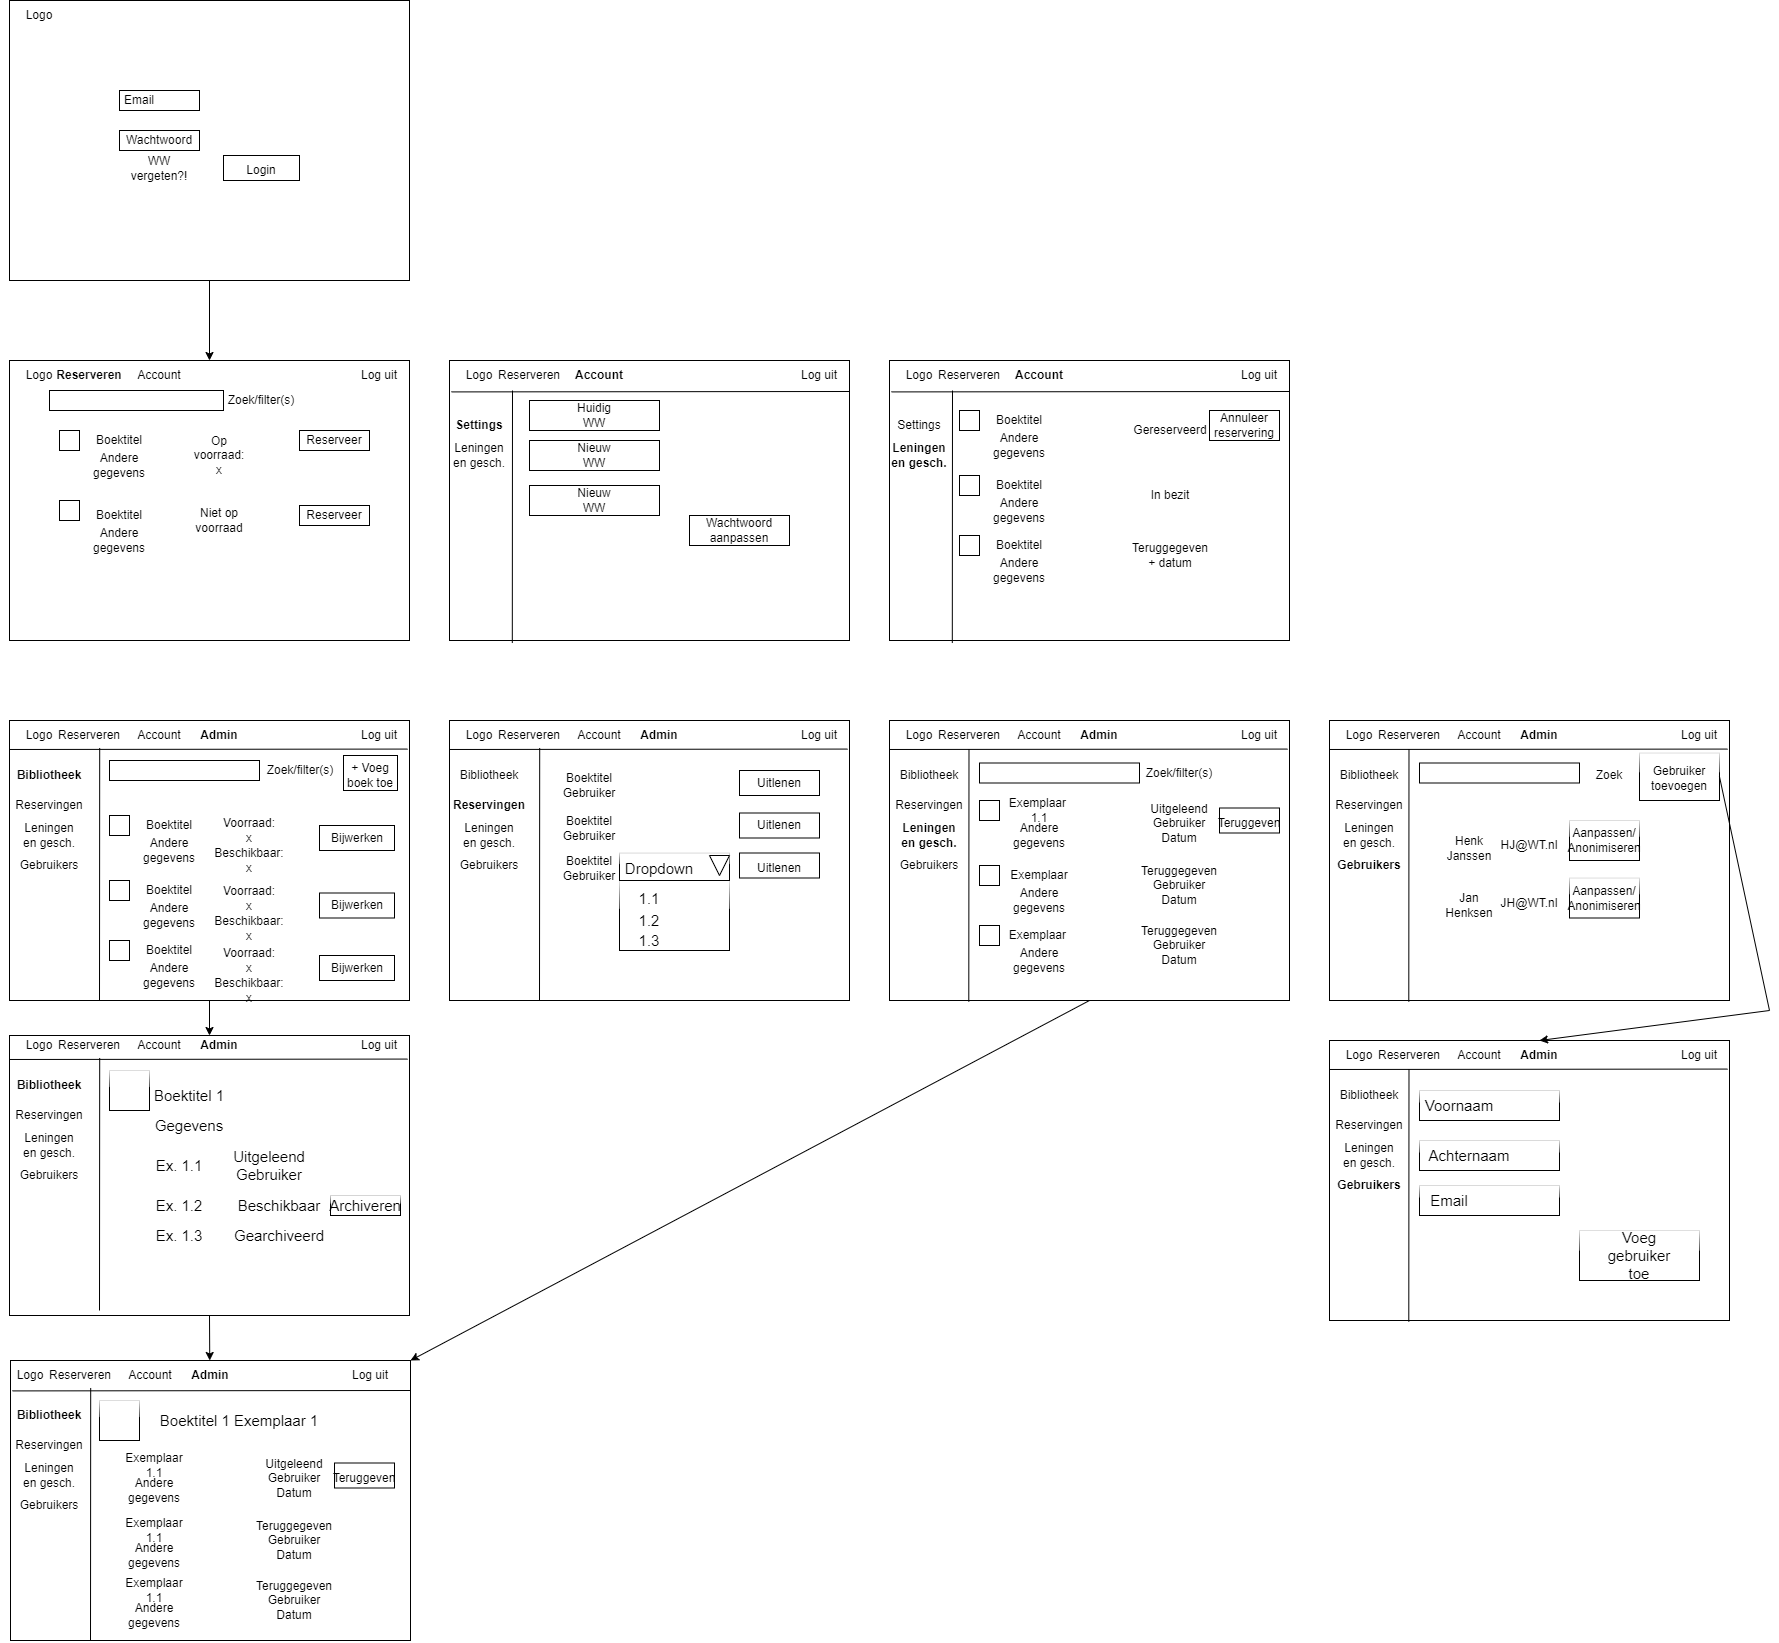 Logo
Email
Wachtwoord
WW
vergeten?!
Login
Logo Reserveren Account Log uit
Zoek/filter(s)
Boektitel
Andere
gegevens
Op
voorraad:
x
Reserveer
Boektitel
Andere
gegevens
Niet op
voorraad
Reserveer
Logo Reserveren Account Log uit
Settings
Leningen
en gesch.
Huidig
WW
Nieuw
WW
Nieuw
WW
Wachtwoord
aanpassen
Logo Reserveren Account Log uit
Settings
Leningen
en gesch.
Boektitel
Andere
gegevens
Gereserveerd
Annuleer
reservering
Boektitel
Andere
gegevens
In bezit
Boektitel
Andere
gegevens
Teruggegeven
+ datum
Logo Reserveren Account Admin Log uit
Bibliotheek
Reservingen
Leningen
en gesch.
Gebruikers
Zoek/filter(s)
+ Voeg
boek toe
Boektitel
Andere
gegevens
Voorraad:
x
Beschikbaar:
x
Bijwerken
Boektitel
Andere
gegevens
Voorraad:
x
Beschikbaar:
x
Bijwerken
Boektitel
Andere
gegevens
Voorraad:
x
Beschikbaar:
x
Bijwerken
Logo Reserveren Account Admin Log uit
Bibliotheek
Reservingen
Leningen
en gesch.
Gebruikers
Boektitel
Gebruiker
Uitlenen
Boektitel
Gebruiker
Uitlenen
Boektitel
Gebruiker
Dropdown
1.1
1.2
1.3
Uitlenen
Logo Reserveren Account Admin Log uit
Bibliotheek
Reservingen
Leningen
en gesch.
Gebruikers
Zoek/filter(s)
Exemplaar
1.1
Andere
gegevens
Uitgeleend
Gebruiker
Datum
Teruggeven
Exemplaar
Andere
gegevens
Teruggegeven
Gebruiker
Datum
Exemplaar
Andere
gegevens
Teruggegeven
Gebruiker
Datum
Logo Reserveren Account Admin Log uit
Bibliotheek
Reservingen
Leningen
en gesch.
Gebruikers
Zoek
Gebruiker
toevoegen
Henk
Janssen
HJ@WT.nl
Aanpassen/
Anonimiseren
Jan
Henksen
JH@WT.nl
Aanpassen/
Anonimiseren
Logo Reserveren Account Admin Log uit
Bibliotheek
Reservingen
Leningen
en gesch.
Gebruikers
Boektitel 1
Gegevens
Ex. 1.1
Uitgeleend
Gebruiker
Ex. 1.2 Beschikbaar Archiveren
Ex. 1.3 Gearchiveerd
Logo Reserveren Account Admin Log uit
Bibliotheek
Reservingen
Leningen
en gesch.
Gebruikers
Voornaam
Achternaam
Email
Voeg
gebruiker
toe
Logo Reserveren Account Admin Log uit
Bibliotheek
Reservingen
Leningen
en gesch.
Gebruikers
Boektitel 1 Exemplaar 1
Exemplaar
1.1
Andere
gegevens
Uitgeleend
Gebruiker
Datum
Teruggeven
Exemplaar
1.1
Andere
gegevens
Teruggegeven
Gebruiker
Datum
Exemplaar
1.1
Andere
gegevens
Teruggegeven
Gebruiker
Datum